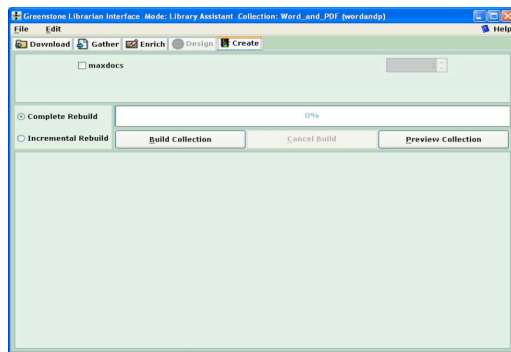 Greenstone Librarian Interface Mode: Library Assistant Collection: Word_and_PDF (wordandp)
File Edit Help
Download Gather Enrich Design Create
maxdocs 1
Complete Rebuild 0%
Incremental Rebuild Build Collection Cancel Build Preview Collection